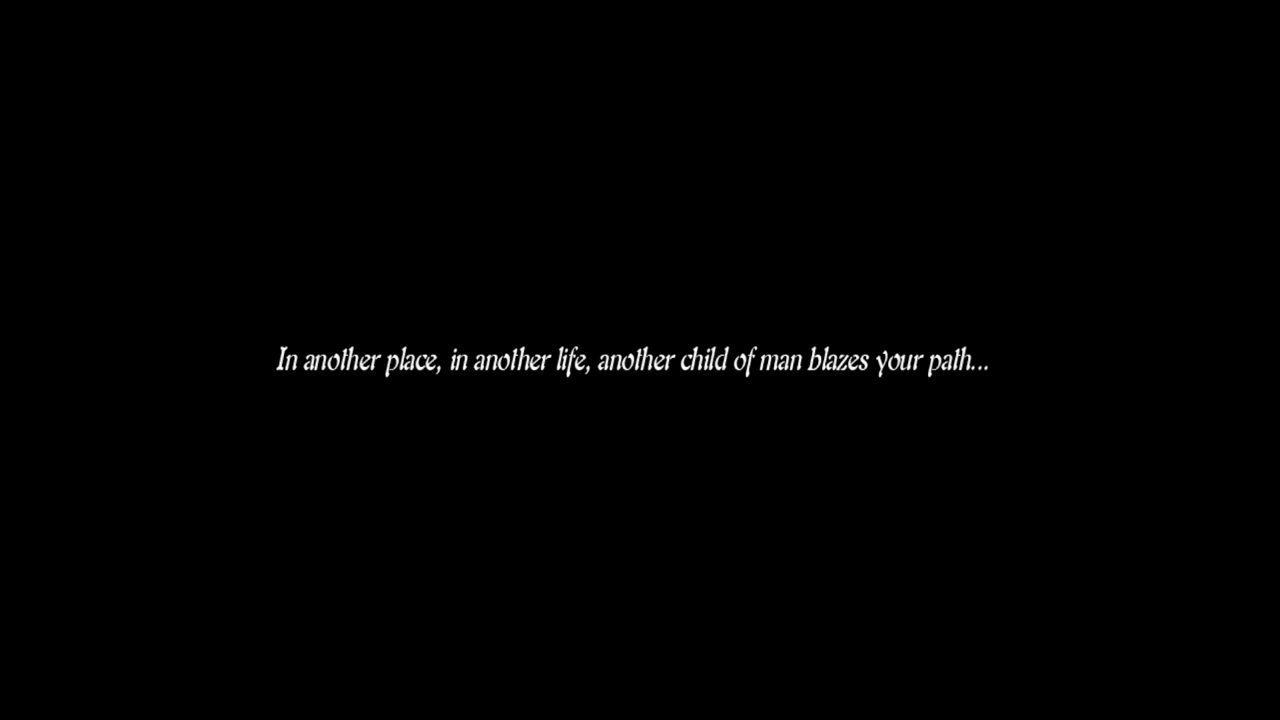 In another place, in another life, another child of man blazes your path...